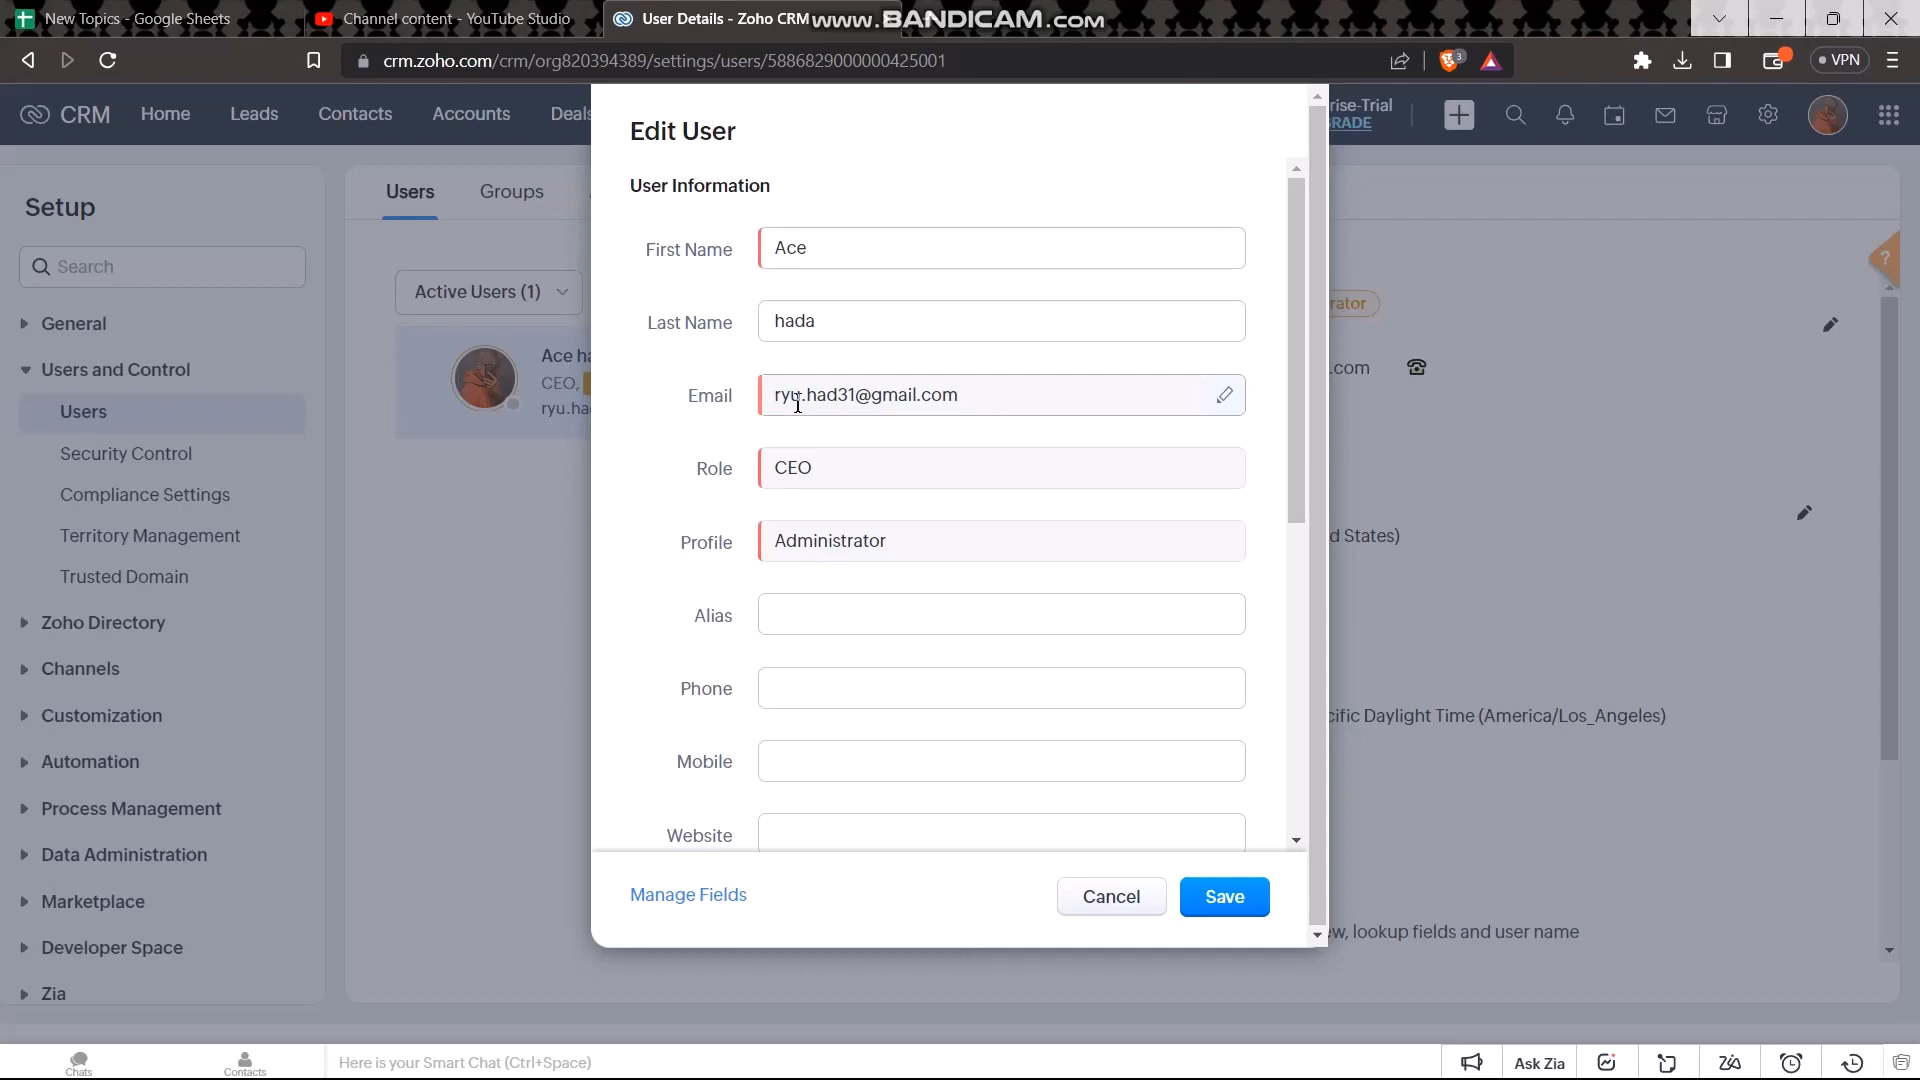 New Topics - Google Sheets
Channel content - YouTube Studio
User Details - Zoho CRM
www.BANDICAM.com
crm.zoho.com/crm/org820394389/settings/users/5886829000000425001
3
VPN
CRM
Home
Leads
Contacts
Accounts
Deals
rise-Trial
RADE
Setup
Search
General
Users and Control
Users
Security Control
Compliance Settings
Territory Management
Trusted Domain
Zoho Directory
Channels
Customization
Automation
Process Management
Data Administration
Marketplace
Developer Space
Zia
Users
Groups
Active Users (1)
Ace ha
CEO,
ryu.ha
Edit User
User Information
First Name
Ace
Last Name
hada
Email
ryu.had31@gmail.com
Role
CEO
Profile
Administrator
Alias
Phone
Mobile
Website
Manage Fields
Cancel
Save
?
rator
.com
d States)
cific Daylight Time (America/Los_Angeles)
ew, lookup fields and user name
Chats
Contacts
Here is your Smart Chat (Ctrl+Space)
Ask Zia